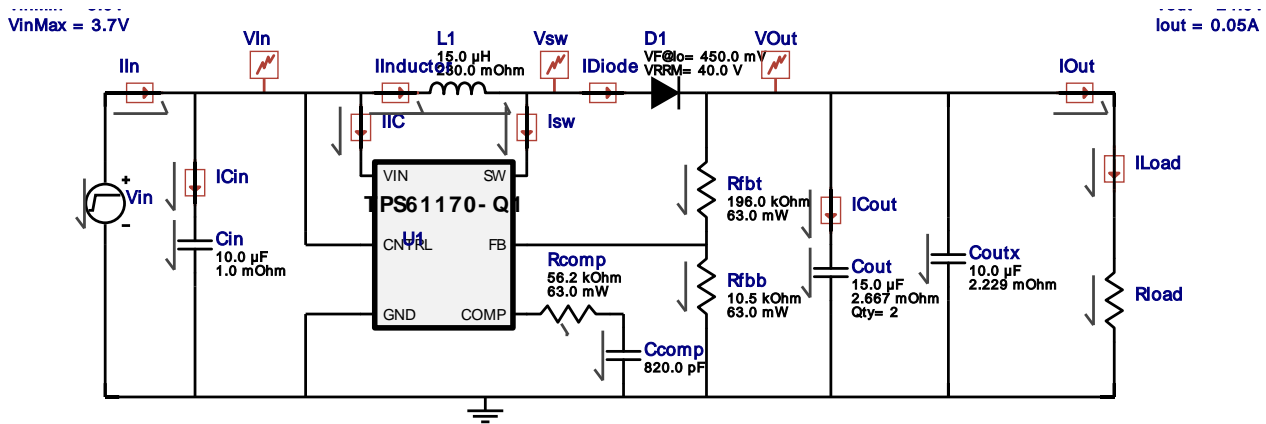 VinMax = 3.7V
Iout = 0.05A
VIn
L1
15.0 µH
230.0 mOhm
Vsw
D1
VF@Io= 450.0 mV
VRRM= 40.0 V
VOut
IIn
IInductor
IDiode
IOut
IIC
Isw
ILoad
ICin
VIN
SW
TPS61170-Q1
U1
Vin
+
-
Cin
10.0 µF
1.0 mOhm
CNTRL
FB
GND
COMP
Rcomp
56.2 kOhm
63.0 mW
Ccomp
820.0 pF
Rfbt
196.0 kOhm
63.0 mW
Rfbb
10.5 kOhm
63.0 mW
ICout
Cout
15.0 µF
2.667 mOhm
Qty= 2
Coutx
10.0 µF
2.229 mOhm
Rload